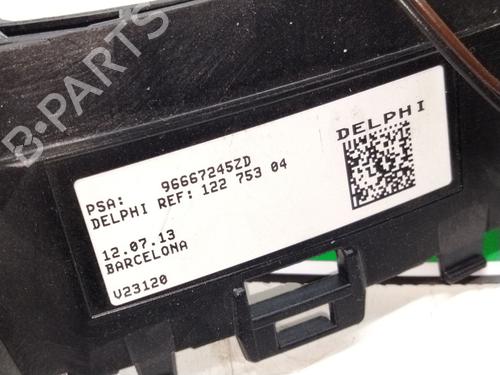 B-PARTS
DELPHI
PSA: 96667245ZD
DELPHI REF: 122 753 04
12.07.13
BARCELONA
V23120